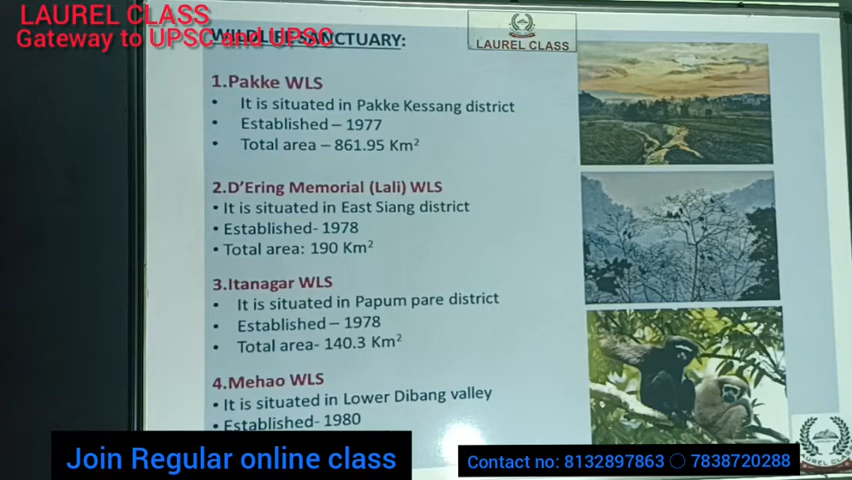 LAUREL CLASS
Gateway to UPSC and UPSC
WILDLIFE SANCTUARY:
LAUREL CLASS
1.Pakke WLS
• It is situated in Pakke Kessang district
• Established – 1977
• Total area – 861.95 Km²
2.D'Ering Memorial (Lali) WLS
• It is situated in East Siang district
• Established- 1978
• Total area: 190 Km²
3.Itanagar WLS
• It is situated in Papum pare district
• Established – 1978
• Total area- 140.3 Km²
4.Mehao WLS
• It is situated in Lower Dibang valley
• Established- 1980
Join Regular online class
Contact no: 8132897863 〇 7838720288